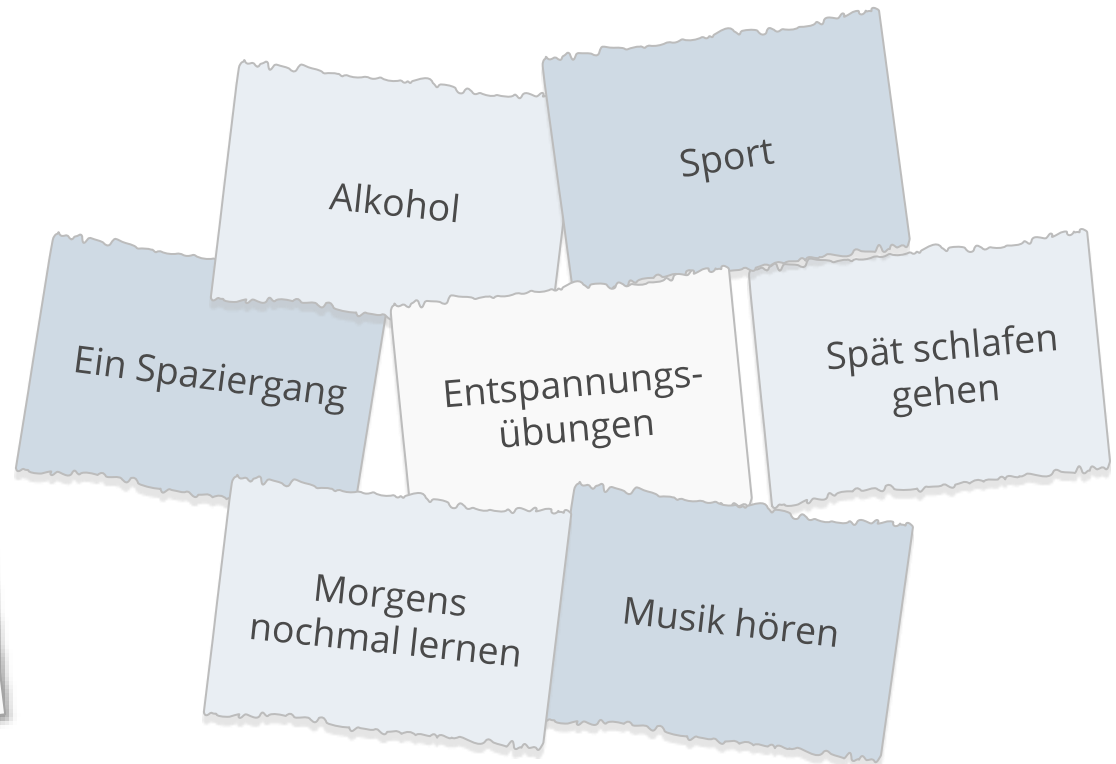 Alkohol
Sport
Ein Spaziergang
Entspannungs-
übungen
Spät schlafen
gehen
Morgens
nochmal lernen
Musik hören